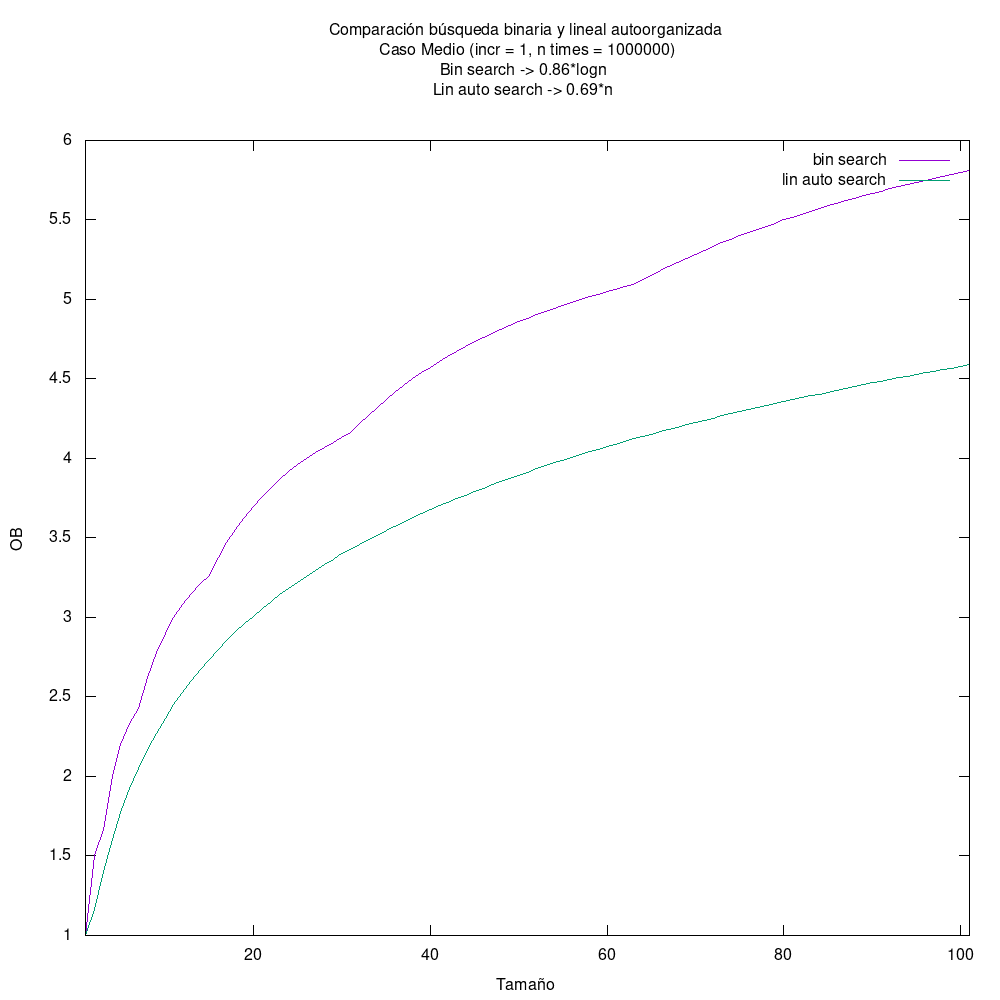 Comparación búsqueda binaria y lineal autoorganizada
Caso Medio (incr = 1, n times = 1000000)
Bin search -> 0.86*logn
Lin auto search -> 0.69*n
bin search
lin auto search
6
5.5
5
4.5
4
3.5
3
2.5
2
1.5
1
OB
20
40
60
80
100
Tamaño